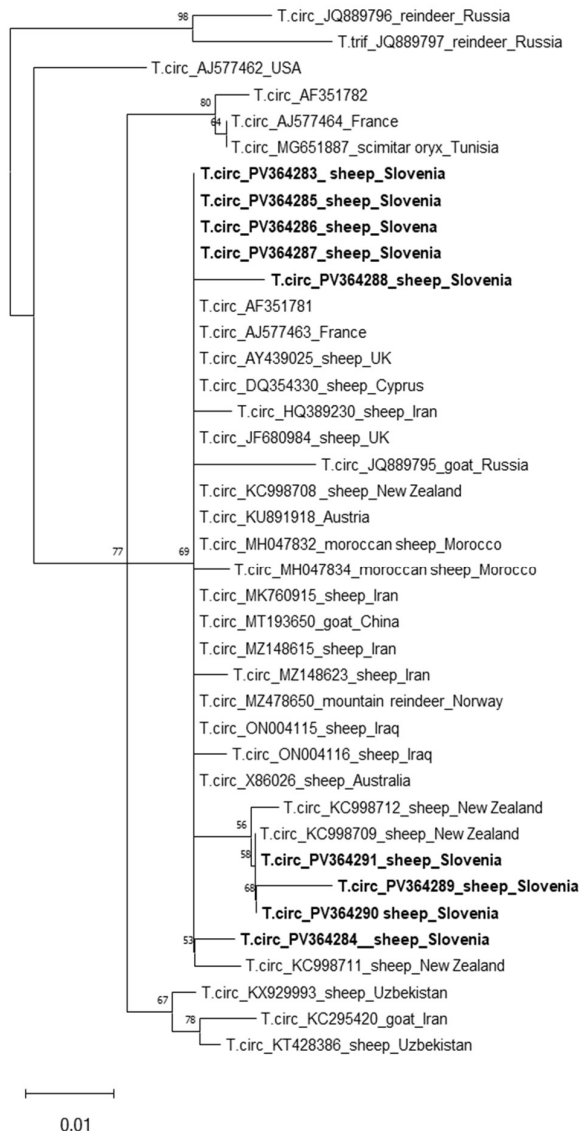 98
T.circ_JQ889796_reindeer_Russia
T.trif_JQ889797_reindeer_Russia
T.circ_AJ577462_USA
80
T.circ_AF351782
64
T.circ_AJ577464_France
T.circ_MG651887_scimitar oryx_Tunisia
T.circ_PV364283_ sheep_Slovenia
T.circ_PV364285_sheep_Slovenia
T.circ_PV364286_sheep_Slovena
T.circ_PV364287_sheep_Slovenia
T.circ_PV364288_sheep_Slovenia
T.circ_AF351781
T.circ_AJ577463_France
T.circ_AY439025_sheep_UK
T.circ_DQ354330_sheep_Cyprus
T.circ_HQ389230_sheep_Iran
T.circ_JF680984_sheep_UK
T.circ_JQ889795_goat_Russia
T.circ_KC998708_sheep_New Zealand
T.circ_KU891918_Austria
77
69
T.circ_MH047832_moroccan sheep_Morocco
T.circ_MH047834_moroccan sheep_Morocco
T.circ_MK760915_sheep_Iran
T.circ_MT193650_goat_China
T.circ_MZ148615_sheep_Iran
T.circ_MZ148623_sheep_Iran
T.circ_MZ478650_mountain reindeer_Norway
T.circ_ON004115_sheep_Iraq
T.circ_ON004116_sheep_Iraq
T.circ_X86026_sheep_Australia
56
T.circ_KC998712_sheep_New Zealand
T.circ_KC998709_sheep_New Zealand
58
T.circ_PV364291_sheep_Slovenia
68
T.circ_PV364289_sheep_Slovenia
T.circ_PV364290 sheep_Slovenia
53
T.circ_PV364284__sheep_Slovenia
T.circ_KC998711_sheep_New Zealand
67
T.circ_KX929993_sheep_Uzbekistan
78
T.circ_KC295420_goat_Iran
T.circ_KT428386_sheep_Uzbekistan
0.01